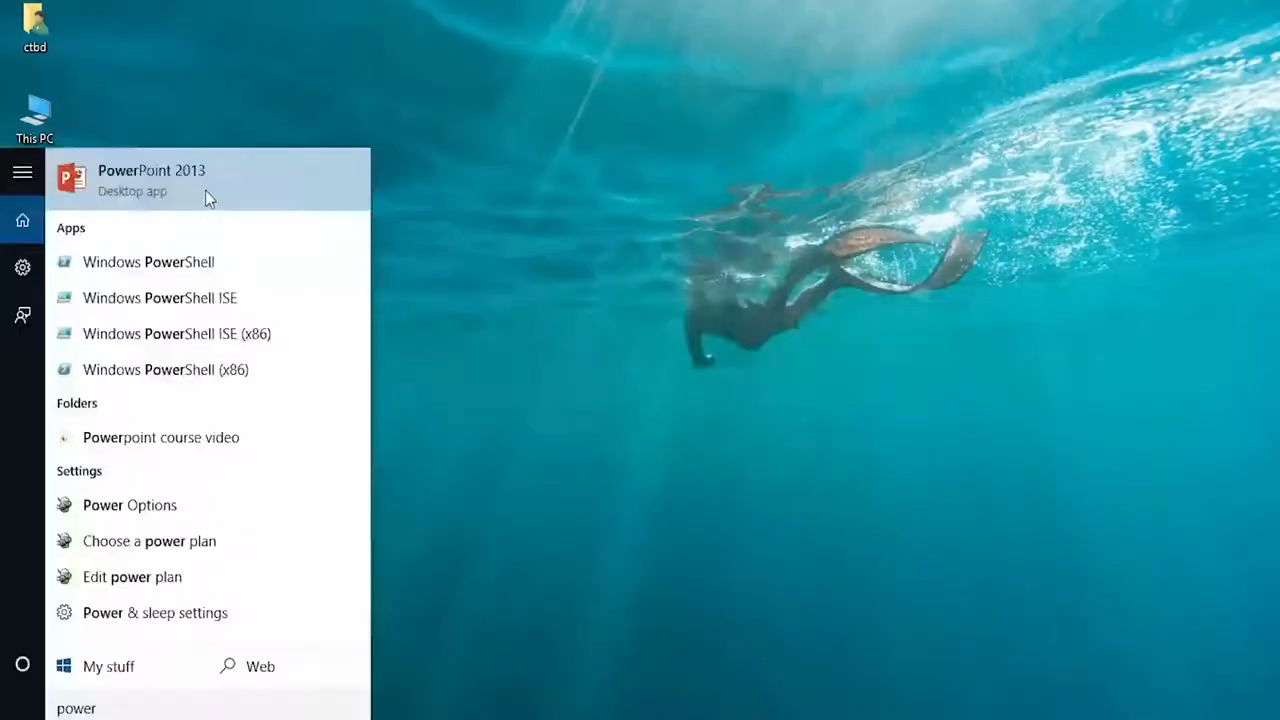 ctbd
This PC
PowerPoint 2013
Desktop app
Apps
Windows PowerShell
Windows PowerShell ISE
Windows PowerShell ISE (x86)
Windows PowerShell (x86)
Folders
Powerpoint course video
Settings
Power Options
Choose a power plan
Edit power plan
Power & sleep settings
My stuff
Web
power